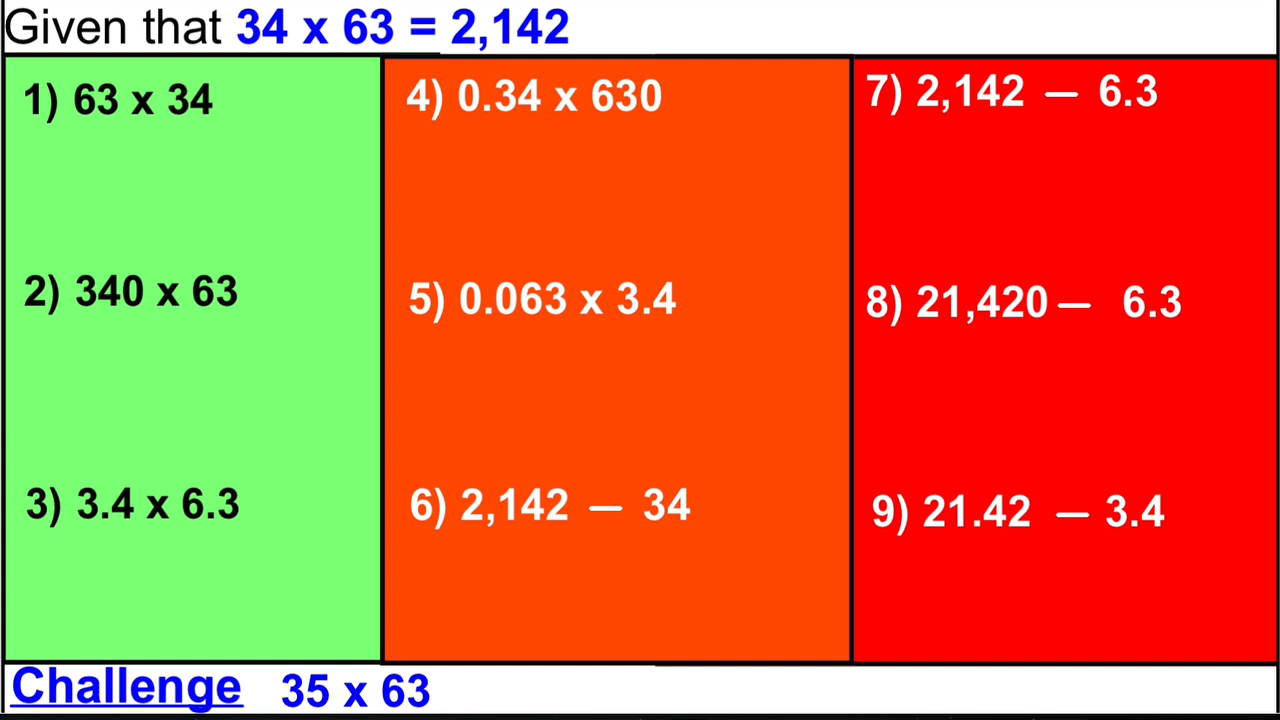 Given that 34 x 63 = 2,142
1) 63 x 34
2) 340 x 63
3) 3.4 x 6.3
4) 0.34 x 630
5) 0.063 x 3.4
6) 2,142 — 34
7) 2,142 — 6.3
8) 21,420 — 6.3
9) 21.42 — 3.4
Challenge 35 x 63